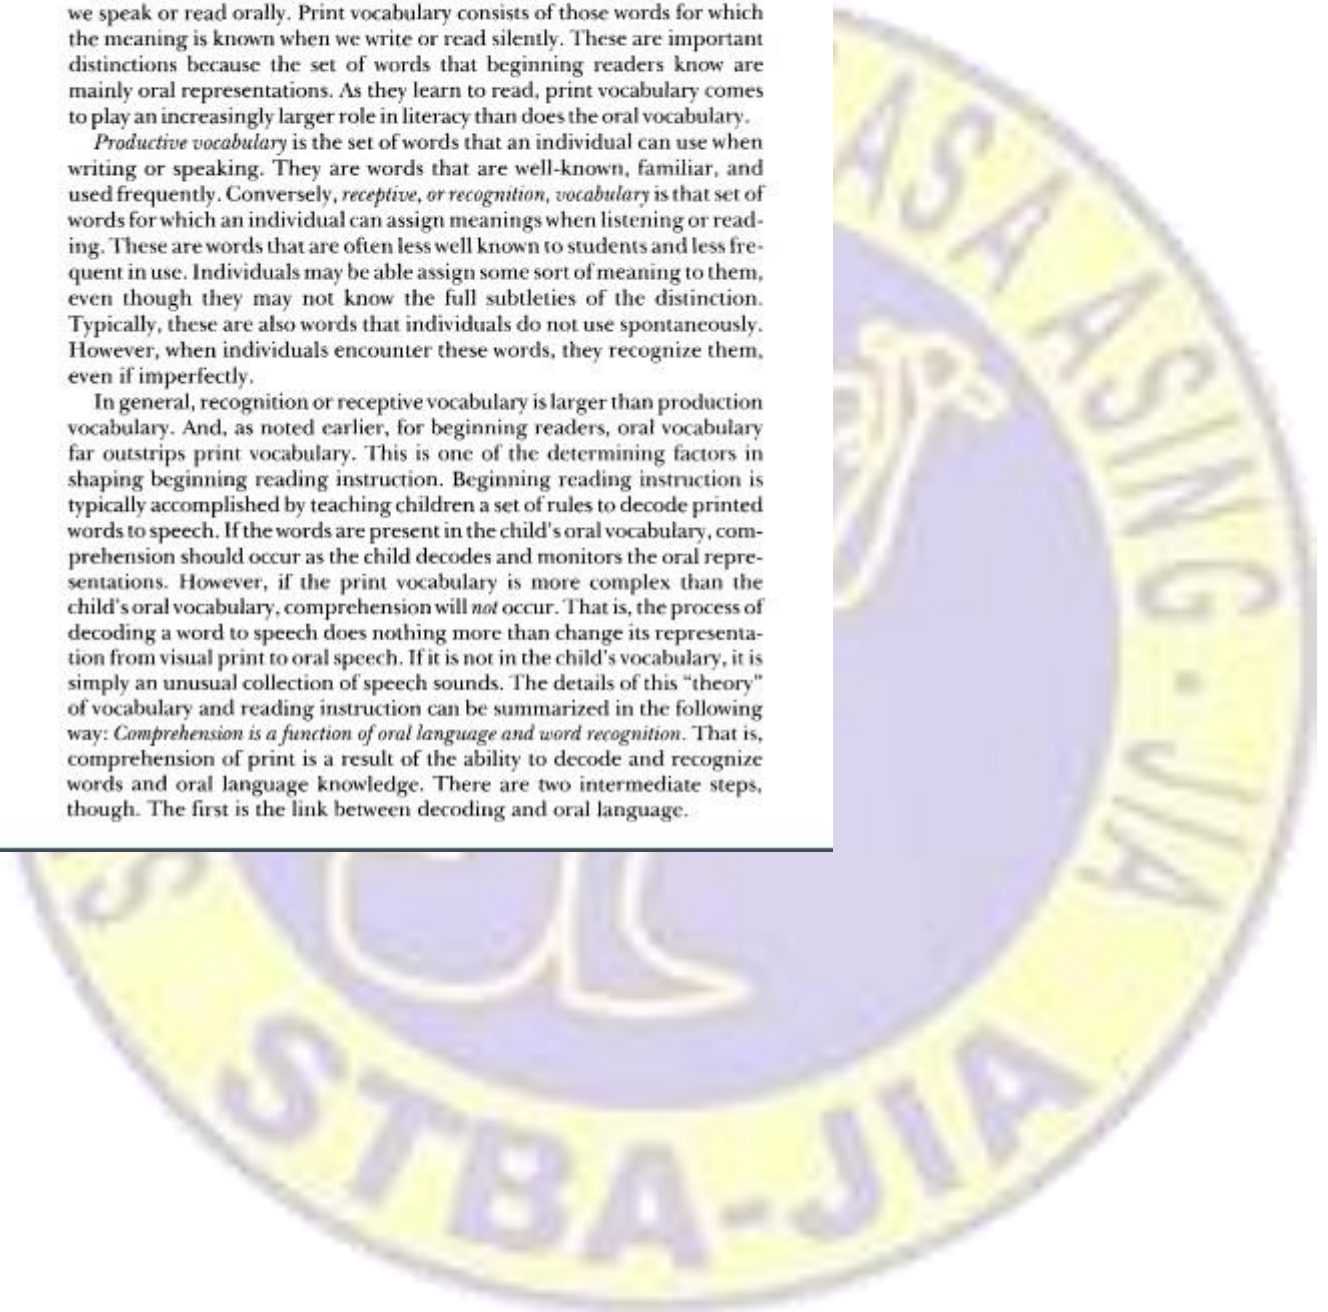 we speak or read orally. Print vocabulary consists of those words for which
the meaning is known when we write or read silently. These are important
distinctions because the set of words that beginning readers know are
mainly oral representations. As they learn to read, print vocabulary comes
to play an increasingly larger role in literacy than does the oral vocabulary.
Productive vocabulary is the set of words that an individual can use when
writing or speaking. They are words that are well-known, familiar, and
used frequently. Conversely, receptive, or recognition, vocabulary is that set of
words for which an individual can assign meanings when listening or read-
ing. These are words that are often less well known to students and less fre-
quent in use. Individuals may be able assign some sort of meaning to them,
even though they may not know the full subtleties of the distinction.
Typically, these are also words that individuals do not use spontaneously.
However, when individuals encounter these words, they recognize them,
even if imperfectly.
In general, recognition or receptive vocabulary is larger than production
vocabulary. And, as noted earlier, for beginning readers, oral vocabulary
far outstrips print vocabulary. This is one of the determining factors in
shaping beginning reading instruction. Beginning reading instruction is
typically accomplished by teaching children a set of rules to decode printed
words to speech. If the words are present in the child's oral vocabulary, com-
prehension should occur as the child decodes and monitors the oral repre-
sentations. However, if the print vocabulary is more complex than the
child's oral vocabulary, comprehension will not occur. That is, the process of
decoding a word to speech does nothing more than change its representa-
tion from visual print to oral speech. If it is not in the child's vocabulary, it is
simply an unusual collection of speech sounds. The details of this "theory"
of vocabulary and reading instruction can be summarized in the following
way: Comprehension is a function of oral language and word recognition. That is,
comprehension of print is a result of the ability to decode and recognize
words and oral language knowledge. There are two intermediate steps,
though. The first is the link between decoding and oral language.
ASA ASING · JIA
S
STBA-JIA